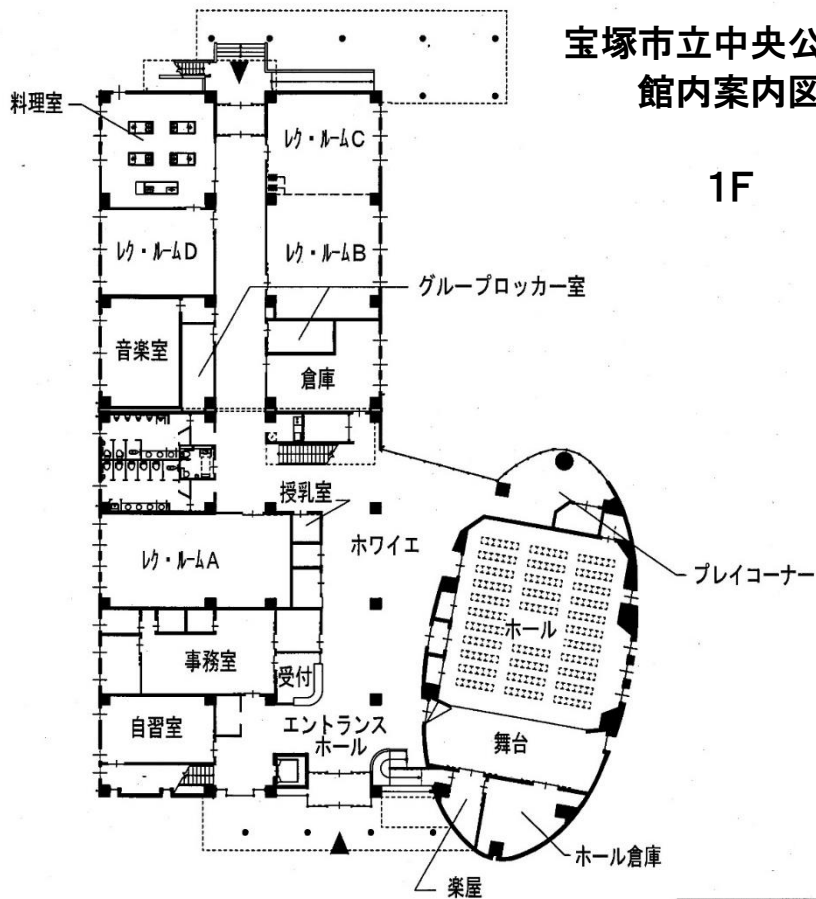 宝塚市立中央公
館内案内図
1F
料理室
レク・ルームC
レク・ルームD
レク・ルームB
グループロッカー室
音楽室
倉庫
授乳室
ホワイエ
レク・ルームA
プレイコーナー
ホール
事務室
受付
自習室
エントランス
ホール
舞台
ホール倉庫
楽屋